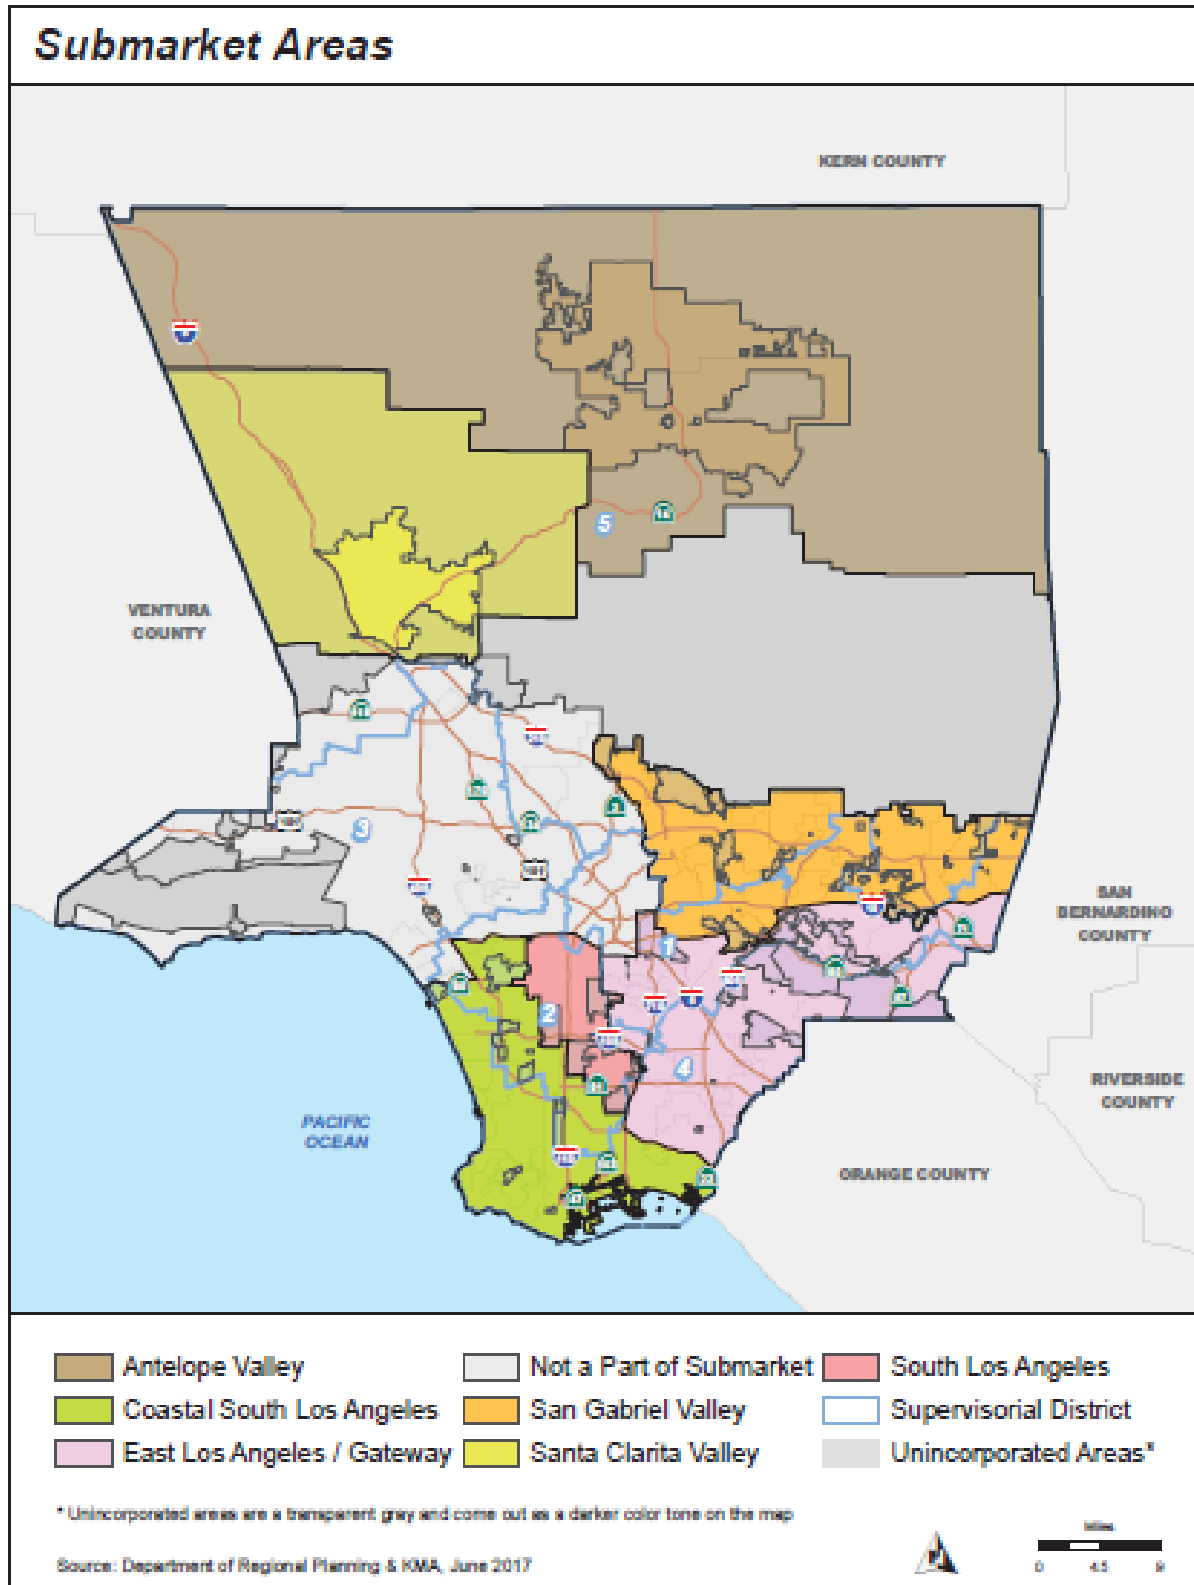 Submarket Areas
KERN COUNTY
5
VENTURA
COUNTY
3
SAN
BERNARDINO
COUNTY
1
2
4
RIVERSIDE
COUNTY
PACIFIC
OCEAN
ORANGE COUNTY
Antelope Valley
Not a Part of Submarket
South Los Angeles
Coastal South Los Angeles
San Gabriel Valley
Supervisorial District
East Los Angeles / Gateway
Santa Clarita Valley
Unincorporated Areas*
* Unincorporated areas are a transparent gray and come out as a darker color tone on the map
Miles
0 4.5 9
Source: Department of Regional Planning & KMA, June 2017